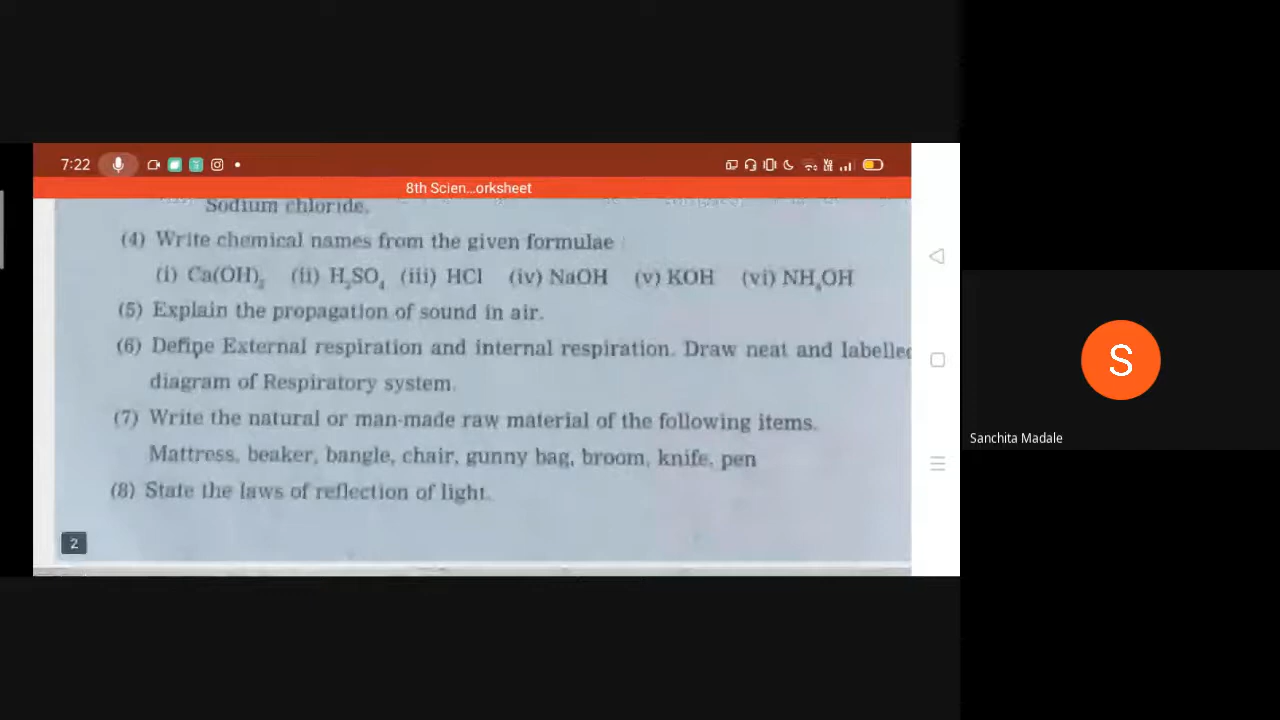 7:22
8th Scien...orksheet
Sodium chloride.
(4) Write chemical names from the given formulae :
(i) Ca(OH)₂ (ii) H₂SO₄ (iii) HCl (iv) NaOH (v) KOH (vi) NH₄OH
(5) Explain the propagation of sound in air.
(6) Define External respiration and internal respiration. Draw neat and labelled
diagram of Respiratory system.
(7) Write the natural or man-made raw material of the following items.
Mattress, beaker, bangle, chair, gunny bag, broom, knife, pen
(8) State the laws of reflection of light.
2
S
Sanchita Madale